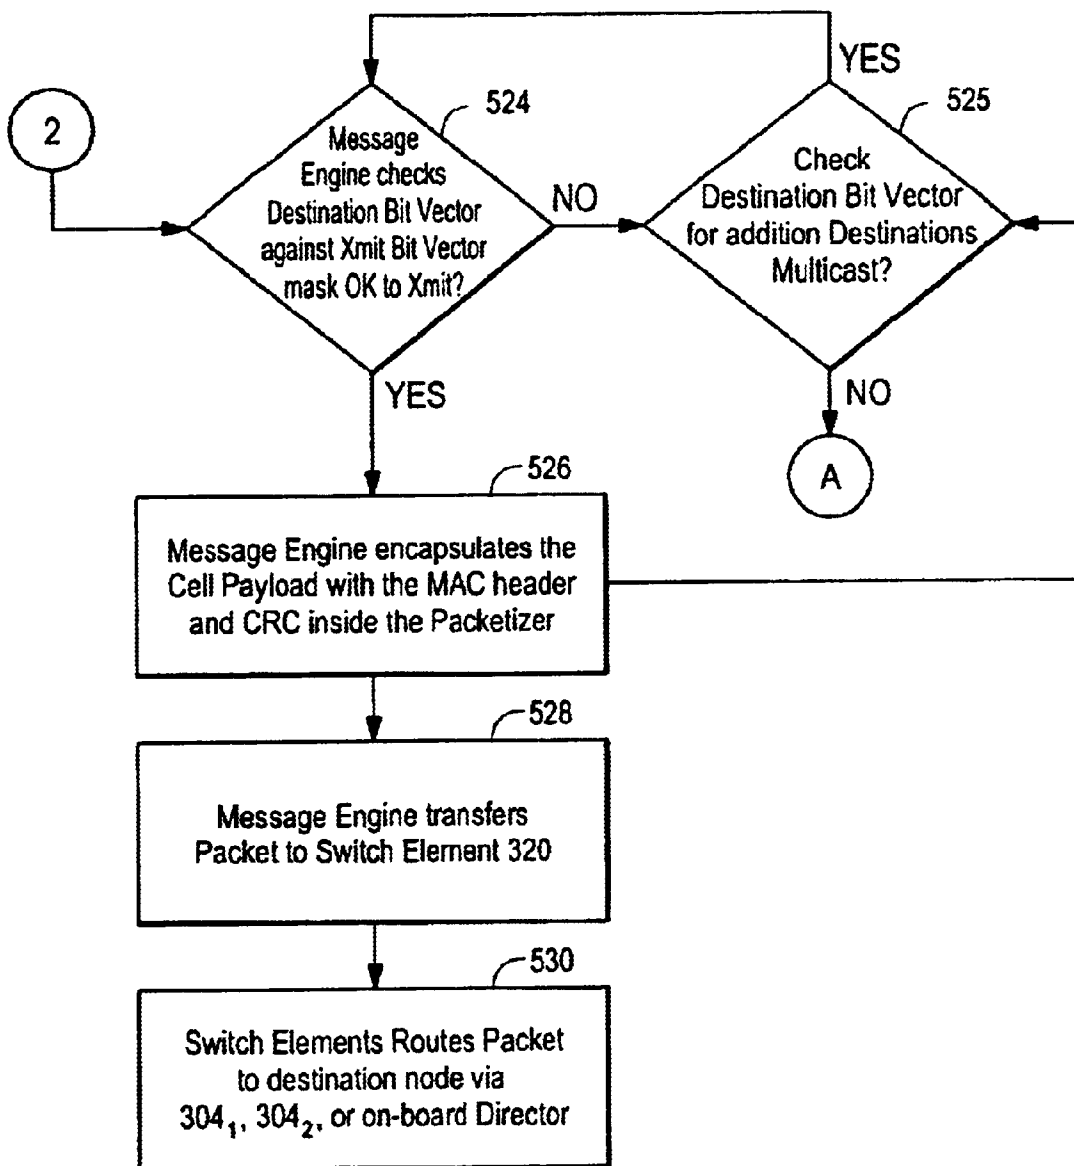 YES
524
525
2
Message
Engine checks
Destination Bit Vector
against Xmit Bit Vector
mask OK to Xmit?
NO
Check
Destination Bit Vector
for addition Destinations
Multicast?
YES
NO
A
526
Message Engine encapsulates the
Cell Payload with the MAC header
and CRC inside the Packetizer
528
Message Engine transfers
Packet to Switch Element 320
530
Switch Elements Routes Packet
to destination node via
304₁, 304₂, or on-board Director